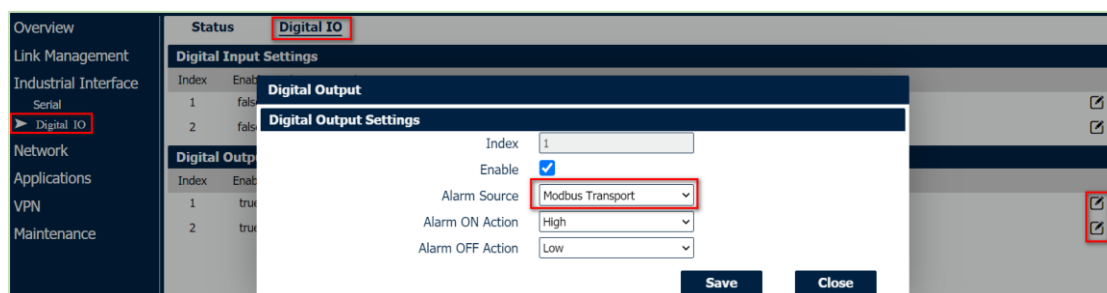 Overview
Link Management
Industrial Interface
Serial
Digital IO
Network
Applications
VPN
Maintenance
Status Digital IO
Digital Input Settings
Index
1
2
Digital
Index
1 true
2
Digital Output
Digital Output Settings
Index 1
Enable
Alarm Source Modbus Transport
Alarm ON Action High
Alarm OFF Action Low
Save Close